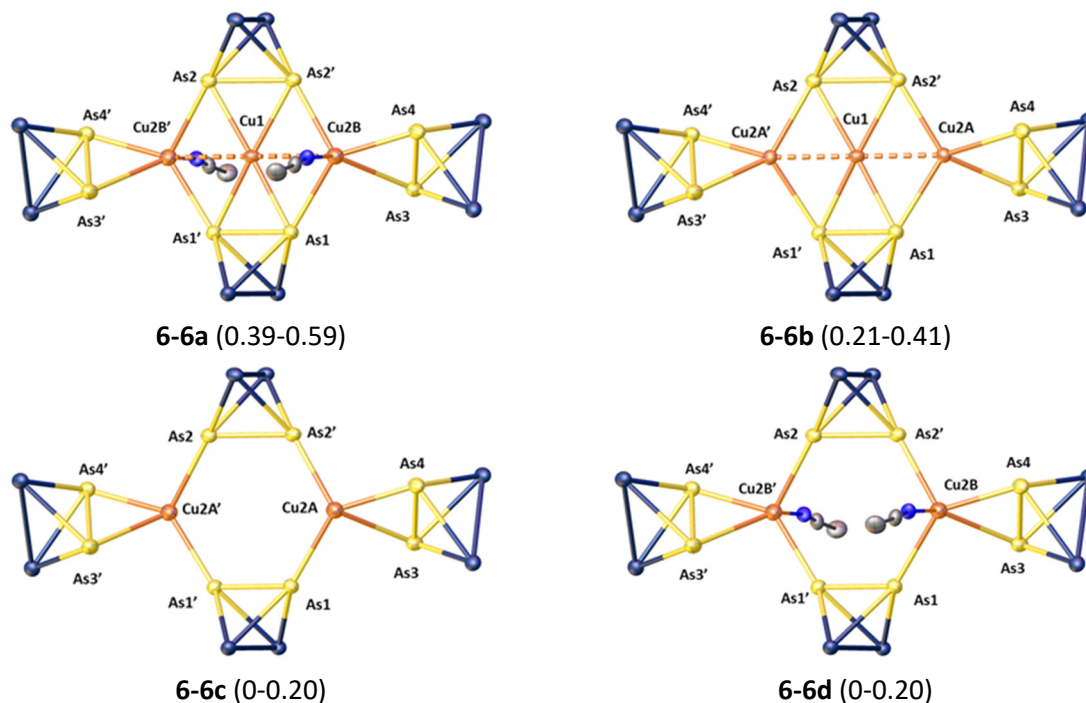 As2 As2'
As4' Cu1 As4
Cu2B' Cu2B
As3' As3
As1' As1
6-6a (0.39-0.59)
As2 As2'
As4' Cu1 As4
Cu2A' Cu2A
As3' As3
As1' As1
6-6b (0.21-0.41)
As2 As2'
As4' As4
Cu2A' Cu2A
As3' As3
As1' As1
6-6c (0-0.20)
As2 As2'
As4' Cu2B' Cu2B As4
As3' As3
As1' As1
6-6d (0-0.20)